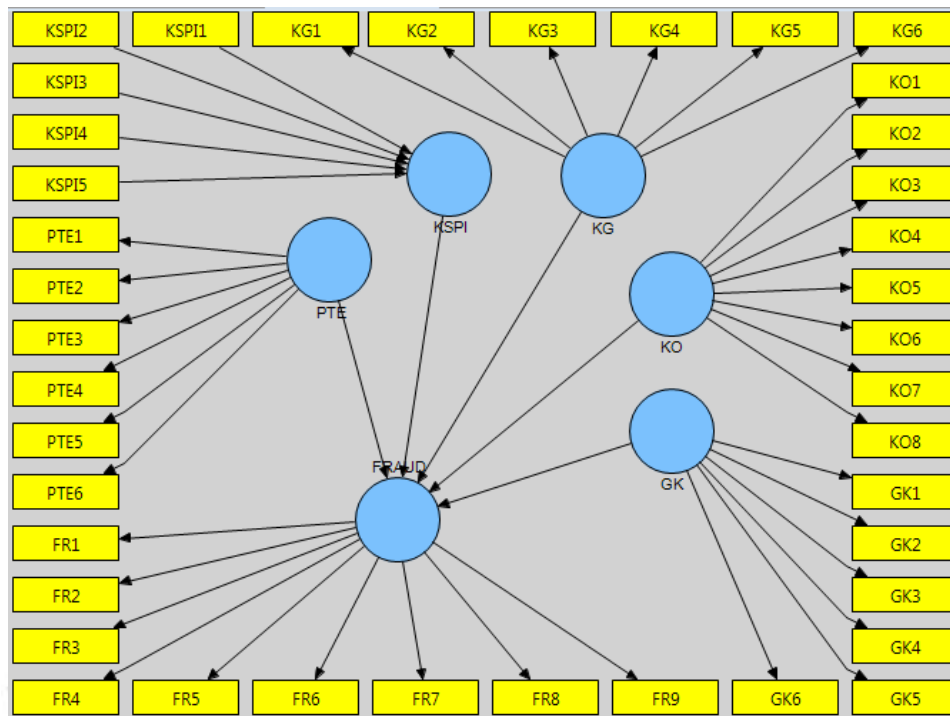 KSPI2 KSPI1 KG1 KG2 KG3 KG4 KG5 KG6
KSPI3 KO1
KSPI4 KO2
KSPI5 KO3
KSPI KG
PTE1 KO4
PTE2 KO5
PTE
PTE3 KO6
KO
PTE4 KO7
PTE5 KO8
FRAUD
PTE6 GK1
GK
FR1 GK2
FR2 GK3
FR3 GK4
FR4 FR5 FR6 FR7 FR8 FR9 GK6 GK5